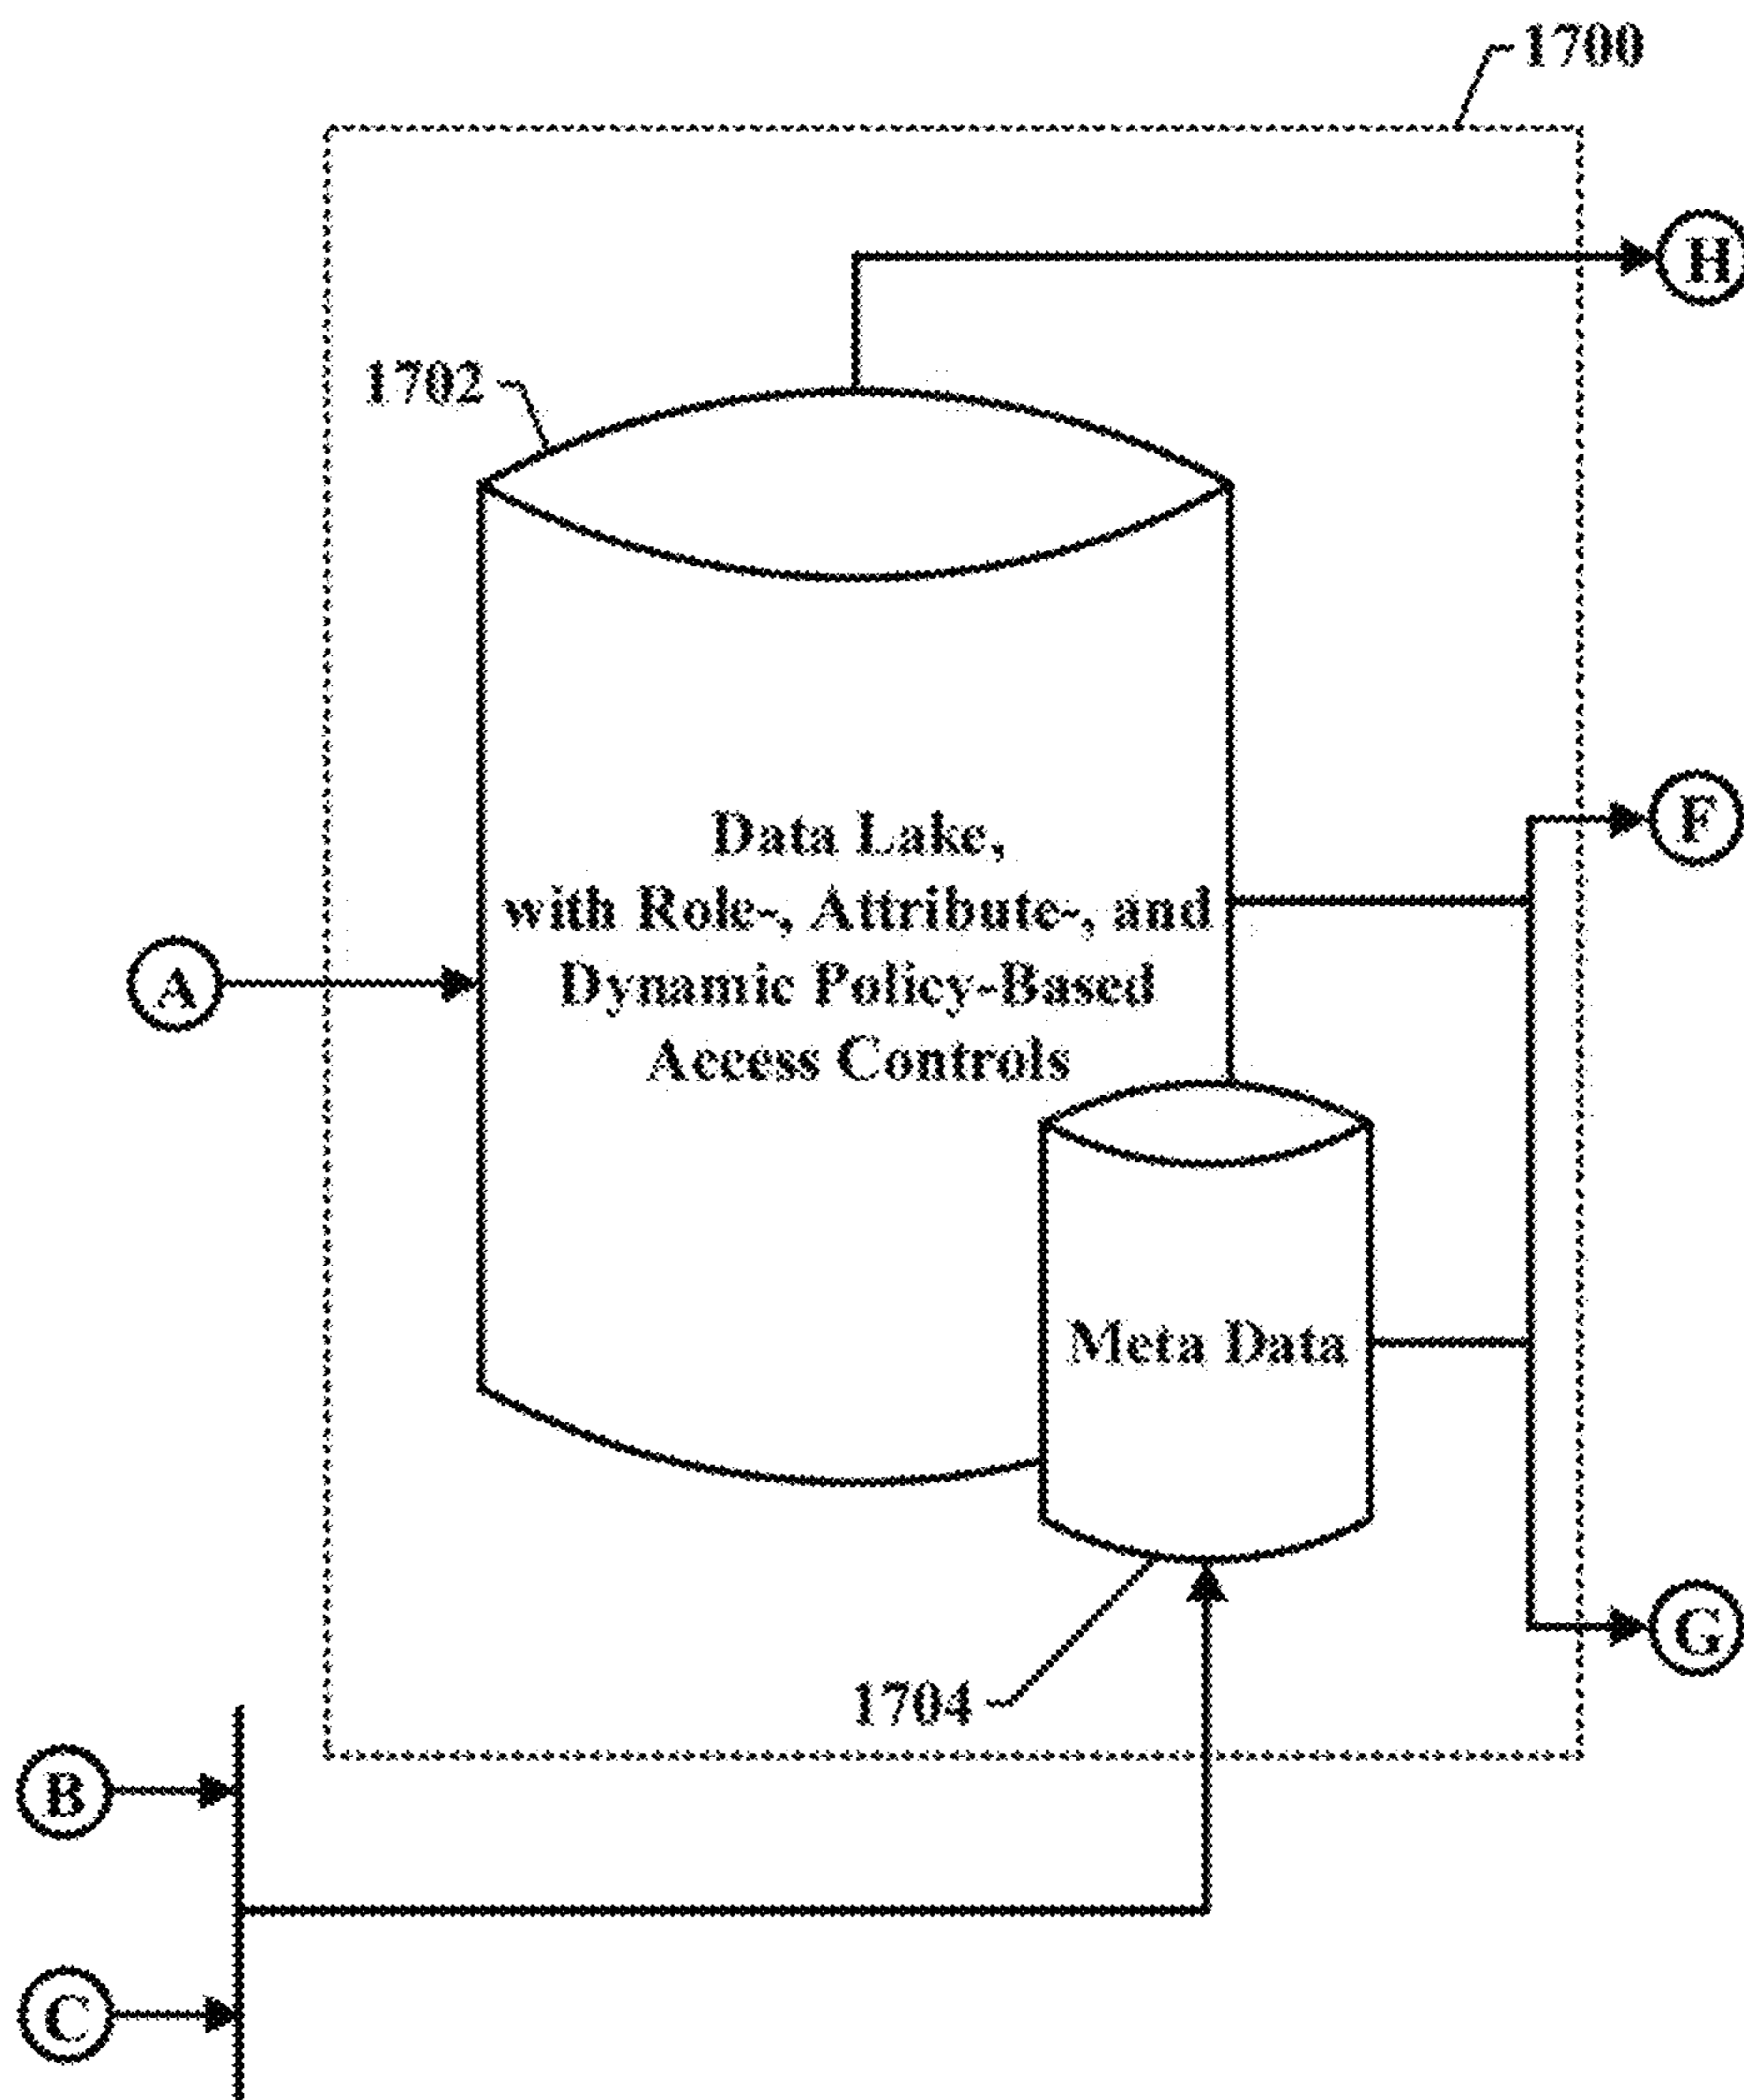 1700
H
1702
F
Data Lake,
with Role-, Attribute-, and
Dynamic Policy-Based
Access Controls
A
Meta Data
G
1704
B
C